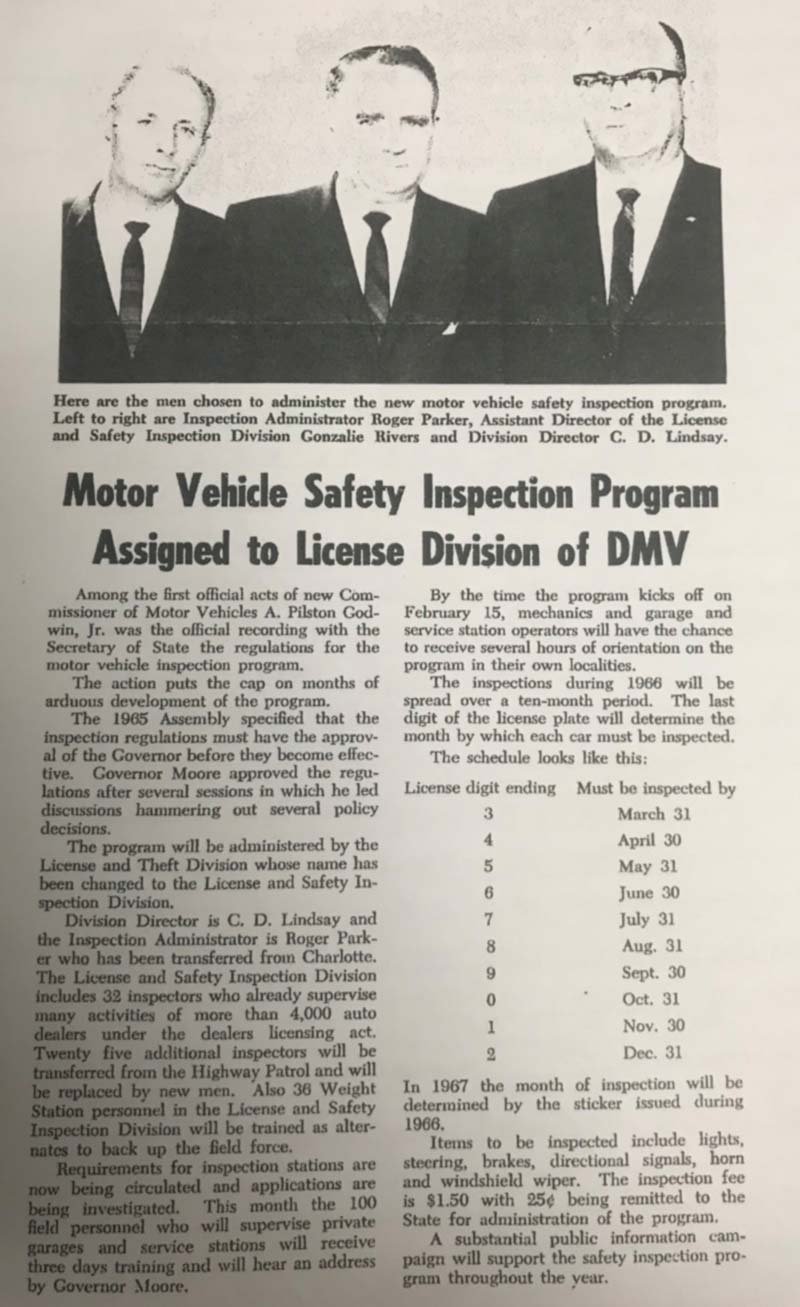 Here are the men chosen to administer the new motor vehicle safety inspection program.
Left to right are Inspection Administrator Roger Parker, Assistant Director of the License
and Safety Inspection Division Gonzalie Rivers and Division Director C. D. Lindsay.
Motor Vehicle Safety Inspection Program
Assigned to License Division of DMV
Among the first official acts of new Com-
missioner of Motor Vehicles A. Pilston God-
win, Jr. was the official recording with the
Secretary of State the regulations for the
motor vehicle inspection program.
The action puts the cap on months of
arduous development of the program.
The 1965 Assembly specified that the
inspection regulations must have the approv-
al of the Governor before they become effec-
tive. Governor Moore approved the regu-
lations after several sessions in which he led
discussions hammering out several policy
decisions.
The program will be administered by the
License and Theft Division whose name has
been changed to the License and Safety In-
spection Division.
Division Director is C. D. Lindsay and
the Inspection Administrator is Roger Park-
er who has been transferred from Charlotte.
The License and Safety Inspection Division
includes 32 inspectors who already supervise
many activities of more than 4,000 auto
dealers under the dealers licensing act.
Twenty five additional inspectors will be
transferred from the Highway Patrol and will
be replaced by new men. Also 36 Weight
Station personnel in the License and Safety
Inspection Division will be trained as alter-
nates to back up the field force.
Requirements for inspection stations are
now being circulated and applications are
being investigated. This month the 100
field personnel who will supervise private
garages and service stations will receive
three days training and will hear an address
by Governor Moore.
By the time the program kicks off on
February 15, mechanics and garage and
service station operators will have the chance
to receive several hours of orientation on the
program in their own localities.
The inspections during 1966 will be
spread over a ten-month period. The last
digit of the license plate will determine the
month by which each car must be inspected.
The schedule looks like this:
License digit ending Must be inspected by
3 March 31
4 April 30
5 May 31
6 June 30
7 July 31
8 Aug. 31
9 Sept. 30
0 Oct. 31
1 Nov. 30
2 Dec. 31
In 1967 the month of inspection will be
determined by the sticker issued during
1966.
Items to be inspected include lights,
steering, brakes, directional signals, horn
and windshield wiper. The inspection fee
is $1.50 with 25¢ being remitted to the
State for administration of the program.
A substantial public information cam-
paign will support the safety inspection pro-
gram throughout the year.